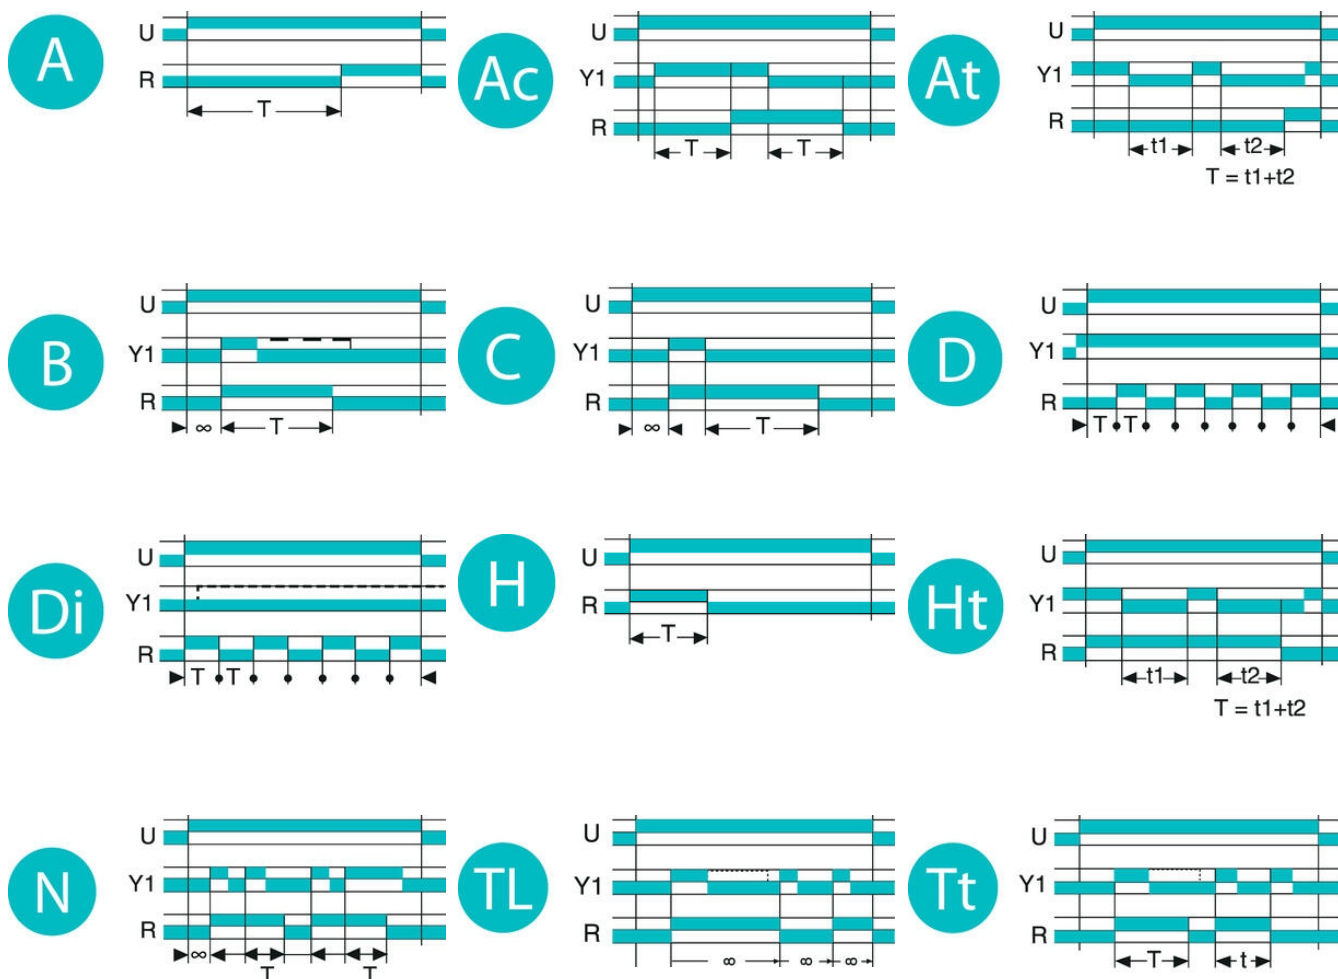 A
U
R
T
Ac
U
Y1
R
T T
At
U
Y1
R
t1 t2
T = t1+t2
B
U
Y1
R
∞ T
C
U
Y1
R
∞ T
D
U
Y1
R
T T
Di
U
Y1
R
T T
H
U
R
T
Ht
U
Y1
R
t1 t2
T = t1+t2
N
U
Y1
R
∞
T T
TL
U
Y1
R
∞ ∞ ∞
Tt
U
Y1
R
T t